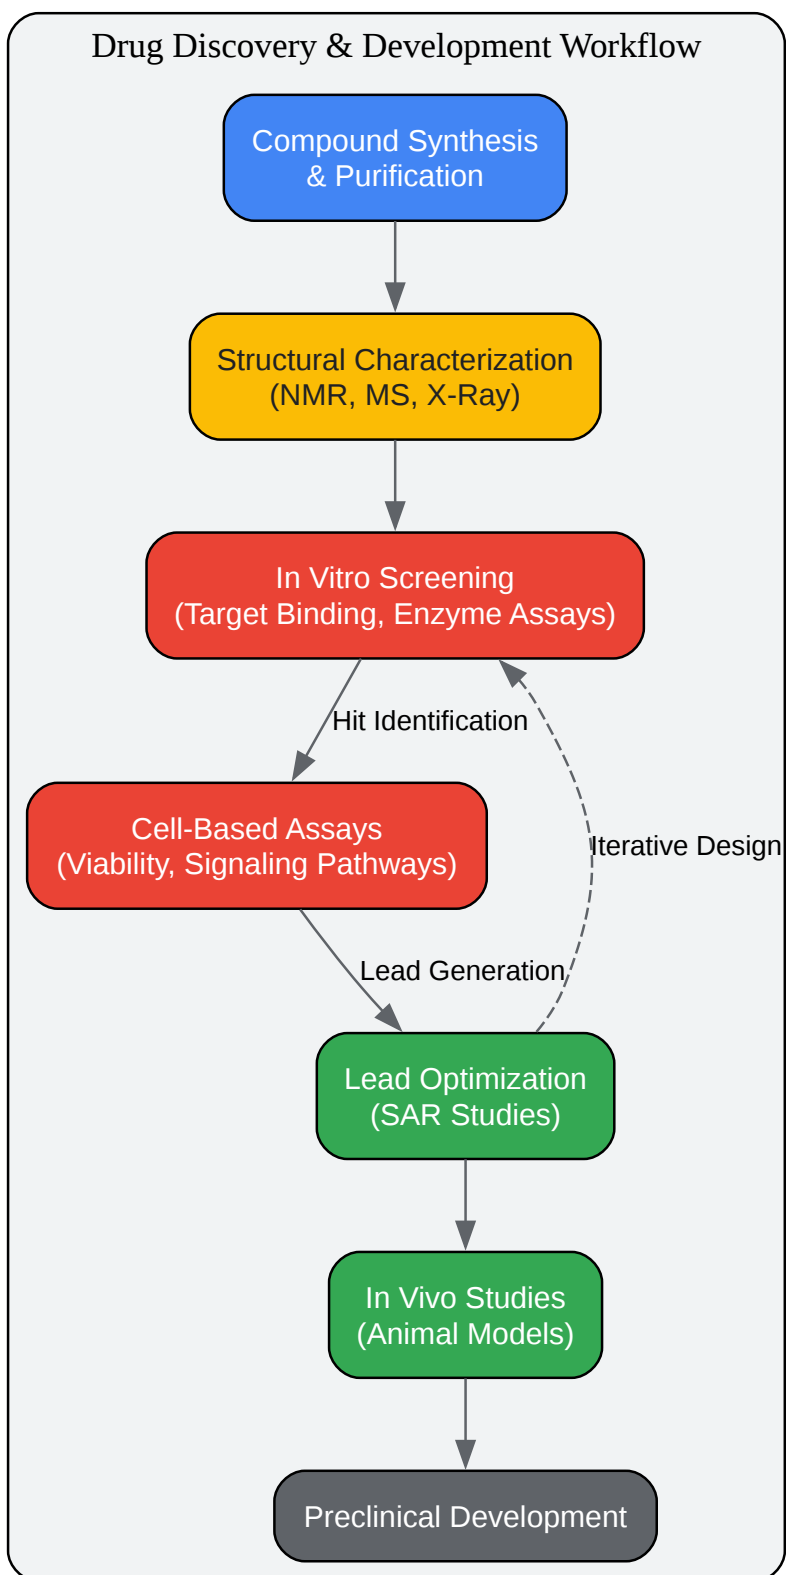 Drug Discovery & Development Workflow
Compound Synthesis
& Purification
Structural Characterization
(NMR, MS, X-Ray)
In Vitro Screening
(Target Binding, Enzyme Assays)
Hit Identification
Cell-Based Assays
(Viability, Signaling Pathways)
Iterative Design
Lead Generation
Lead Optimization
(SAR Studies)
In Vivo Studies
(Animal Models)
Preclinical Development